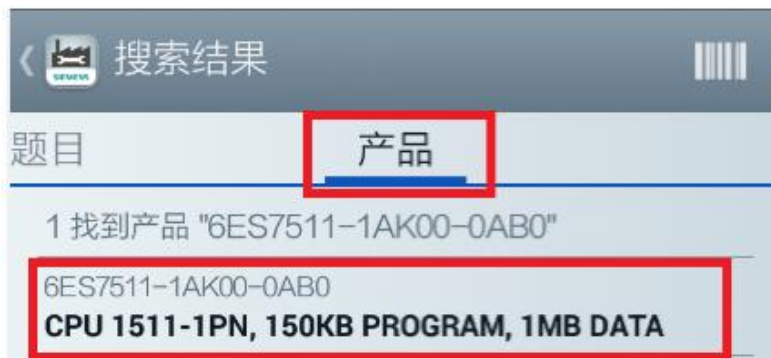 搜索结果
SIEMENS
题目
产品
1 找到产品 "6ES7511-1AK00-0AB0"
6ES7511-1AK00-0AB0
CPU 1511-1PN, 150KB PROGRAM, 1MB DATA